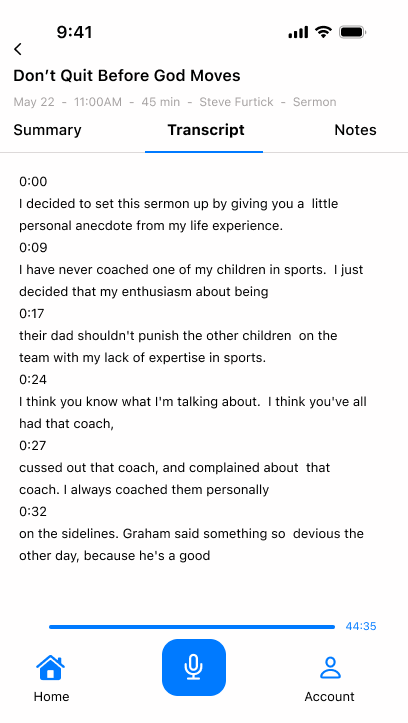 9:41
Don’t Quit Before God Moves
May 22 - 11:00AM - 45 min - Steve Furtick - Sermon
Summary
Transcript
Notes
0:00
I decided to set this sermon up by giving you a  little
personal anecdote from my life experience.
0:09
I have never coached one of my children in sports.  I just
decided that my enthusiasm about being
0:17
their dad shouldn't punish the other children  on the
team with my lack of expertise in sports.
0:24
I think you know what I'm talking about.  I think you've all
had that coach,
0:27
cussed out that coach, and complained about  that
coach. I always coached them personally
0:32
on the sidelines. Graham said something so  devious the
other day, because he's a good
44:35
Home
Account